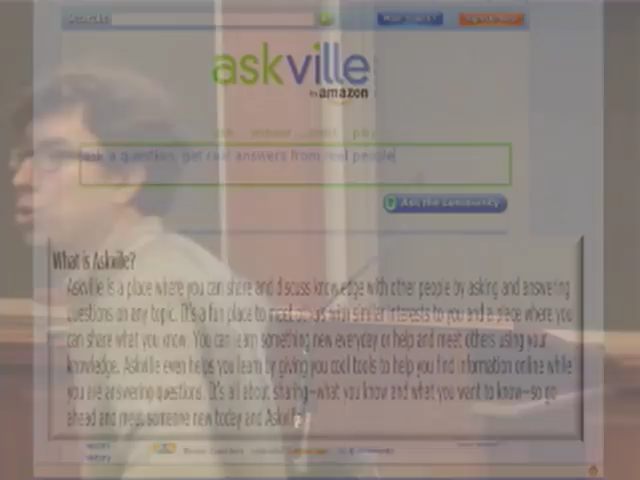 askville
by amazon
ask a question, get real answers from real people
Ask the community
What is Askville?
Askville is a place where you can share and discuss knowledge with other people by asking and answering
questions on any topic. It's a fun place to meet others with similar interests to you and a place where you
can share what you know. You can learn something new everyday or help and meet others using your
knowledge. Askville even helps you learn by giving you cool tools to help you find information online while
you are answering questions. It's all about sharing—what you know and what you want to know—so go
ahead and meet someone new today and Askville